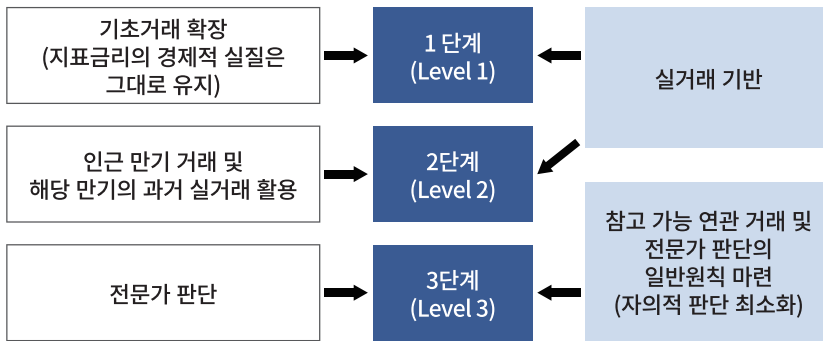 기초거래 확장
(지표금리의 경제적 실질은
그대로 유지)
1 단계
(Level 1)
실거래 기반
인근 만기 거래 및
해당 만기의 과거 실거래 활용
2단계
(Level 2)
전문가 판단
3단계
(Level 3)
참고 가능 연관 거래 및
전문가 판단의
일반원칙 마련
(자의적 판단 최소화)